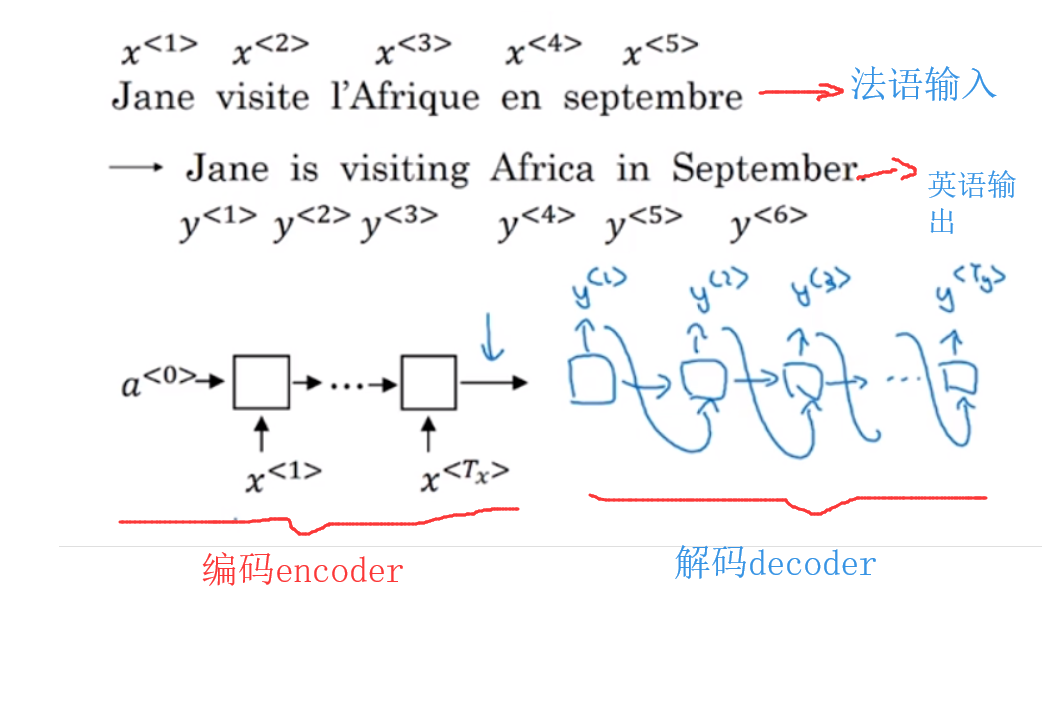 x<1> x<2> x<3> x<4> x<5>
Jane visite l'Afrique en septembre
法语输入
Jane is visiting Africa in September.
英语输
出
y<1> y<2> y<3> y<4> y<5> y<6>
y<1> y<2> y<3> y<Ty>
a<0> ... ...
x<1> x<Tx>
编码encoder
解码decoder